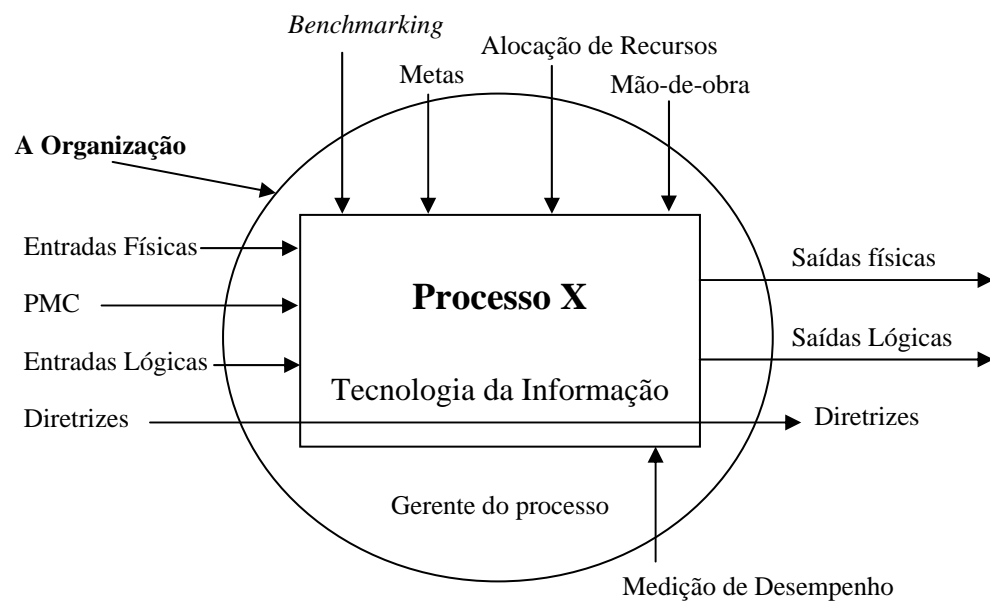 Benchmarking
Alocação de Recursos
Metas
Mão-de-obra
A Organização
Entradas Físicas
Saídas físicas
PMC
Processo X
Saídas Lógicas
Entradas Lógicas
Tecnologia da Informação
Diretrizes
Diretrizes
Gerente do processo
Medição de Desempenho